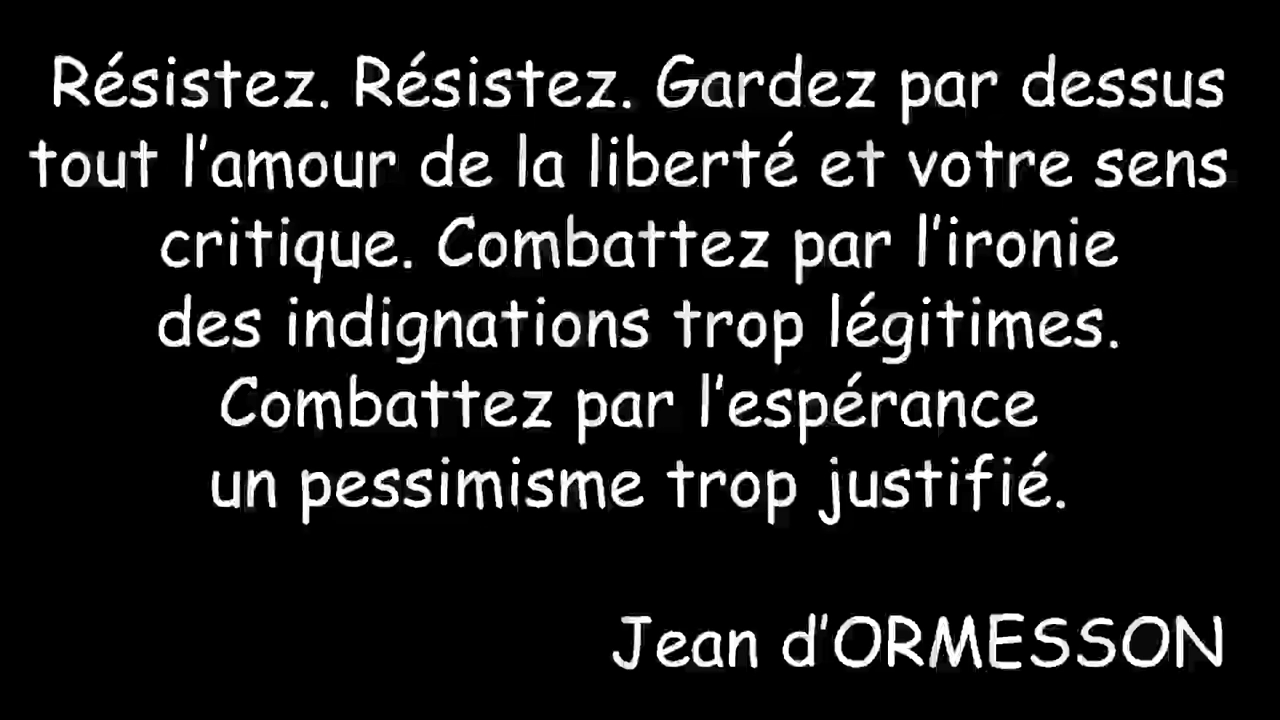 Résistez. Résistez. Gardez par dessus
tout l’amour de la liberté et votre sens
critique. Combattez par l’ironie
des indignations trop légitimes.
Combattez par l’espérance
un pessimisme trop justifié.
Jean d’ORMESSON